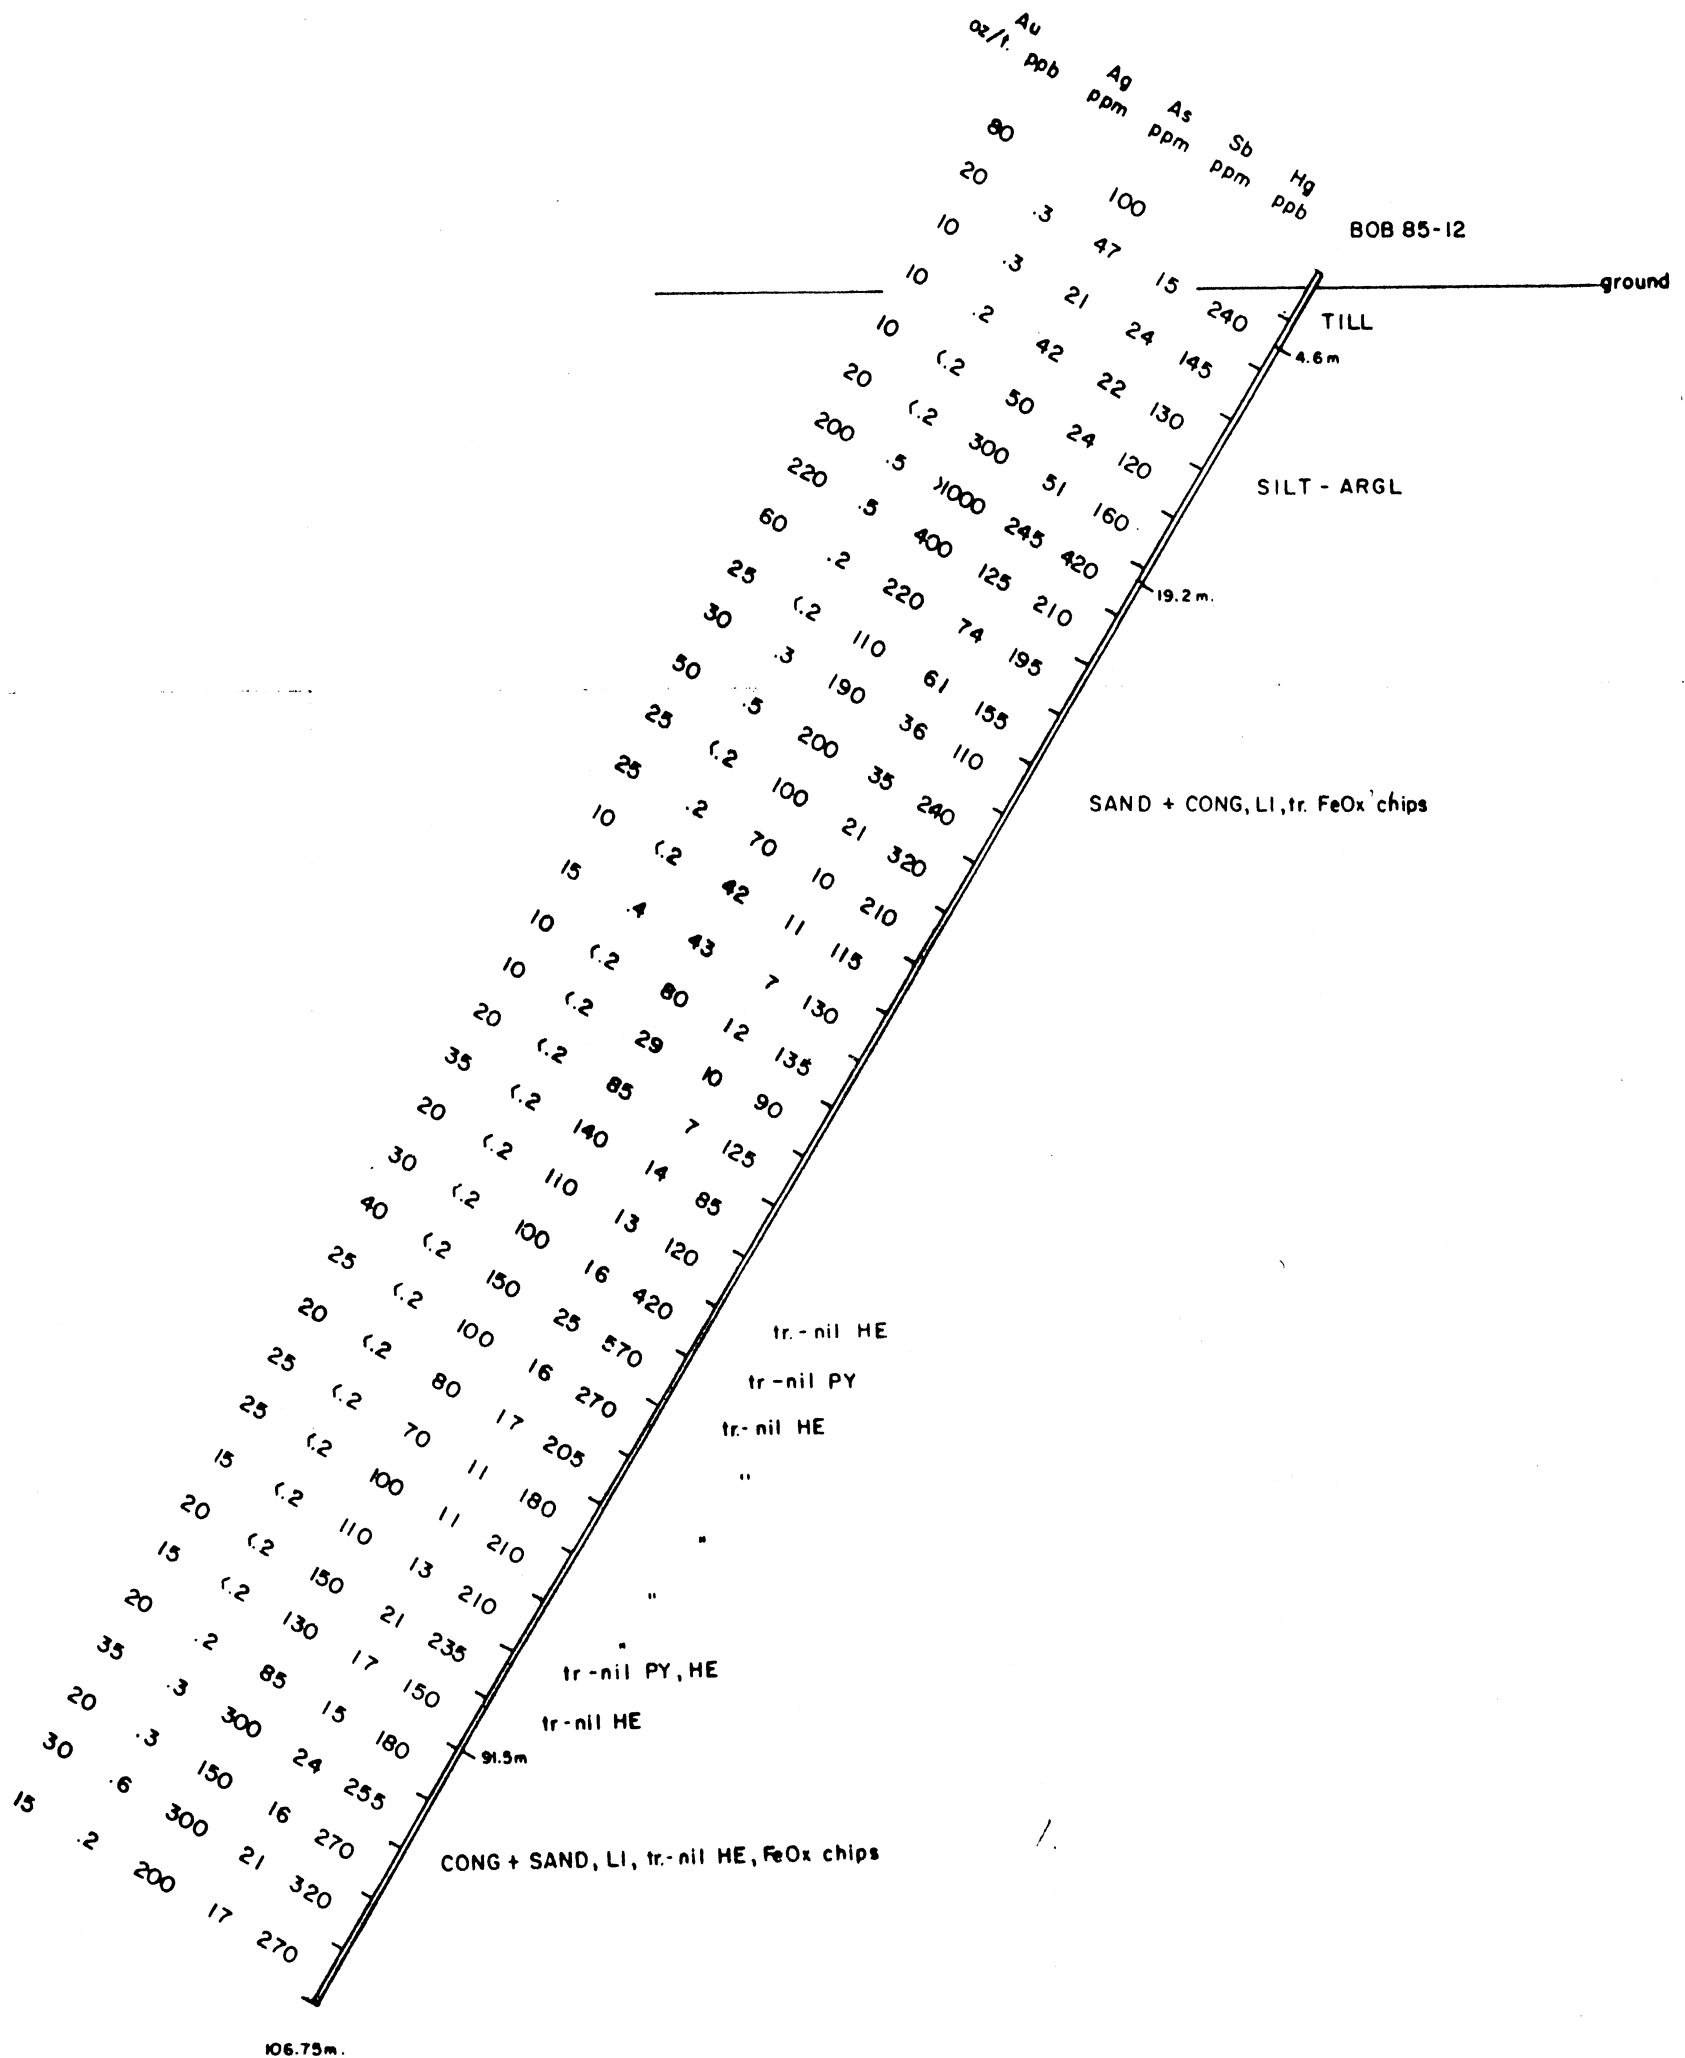 Au Ag As Sb Hg
oz/t. ppb ppm ppm ppm ppb
BOB 85-12
ground
80 100
20 .3 47 15 240
TILL
4.6m
10 .3 21 24 145
10 .2 42 22 130
10 <.2 50 24 120
SILT - ARGL
20 <.2 300 51 160
200 .5 >1000 245 420
19.2m.
220 .5 400 125 210
60 .2 220 74 195
25 <.2 110 61 155
30 .3 190 36 110
SAND + CONG, LI, tr. FeOx chips
50 .5 200 35 240
25 <.2 100 21 320
25 .2 70 10 210
10 <.2 42 11 115
15 .4 43 7 130
10 <.2 80 12 135
10 <.2 29 10 90
20 <.2 85 7 125
35 <.2 140 14 85
20 <.2 110 13 120
30 <.2 100 16 420
tr.-nil HE
40 <.2 150 25 570
tr-nil PY
25 <.2 100 16 270
tr.-nil HE
20 <.2 80 17 205
"
25 <.2 70 11 180
"
25 <.2 100 11 210
"
15 <.2 110 13 210
"
20 <.2 150 21 235
tr-nil PY, HE
15 <.2 130 17 150
tr-nil HE
20 .2 85 15 180
91.5m
35 .3 300 24 255
20 .3 150 16 270
CONG + SAND, LI, tr.-nil HE, FeOx chips
30 .6 300 21 320
15 .2 200 17 270
106.75m.